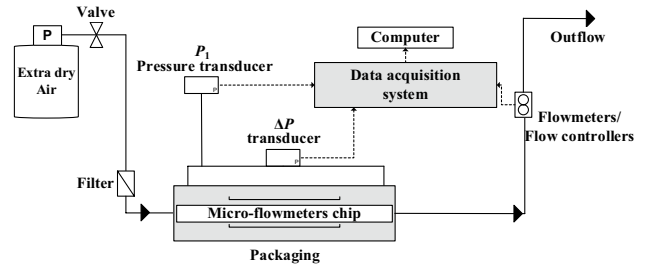 Valve
P
Extra dry
Air
P1
Pressure transducer
P
Computer
Outflow
Data acquisition
system
ΔP
transducer
P
Flowmeters/
Flow controllers
Filter
Micro-flowmeters chip
Packaging